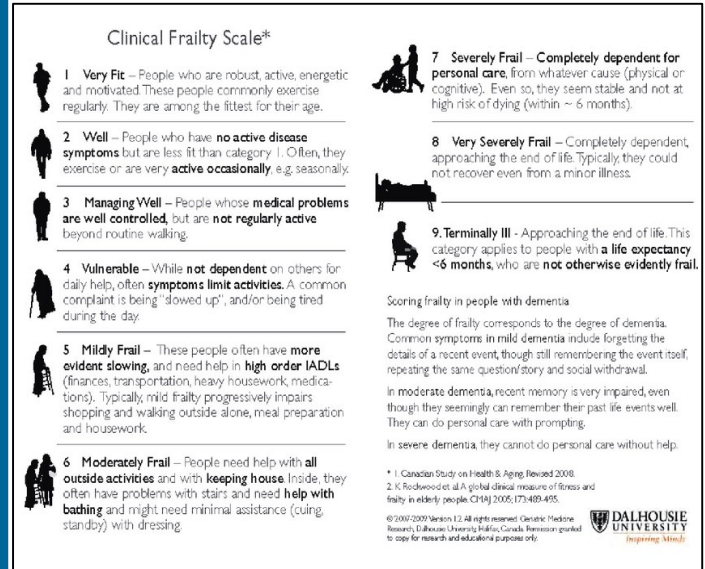 Clinical Frailty Scale*
1 Very Fit – People who are robust, active, energetic
and motivated. These people commonly exercise
regularly. They are among the fittest for their age.
2 Well – People who have no active disease
symptoms but are less fit than category 1. Often, they
exercise or are very active occasionally, e.g. seasonally.
3 Managing Well – People whose medical problems
are well controlled, but are not regularly active
beyond routine walking.
4 Vulnerable – While not dependent on others for
daily help, often symptoms limit activities. A common
complaint is being "slowed up", and/or being tired
during the day.
5 Mildly Frail – These people often have more
evident slowing, and need help in high order IADLs
(finances, transportation, heavy housework, medica-
tions). Typically, mild frailty progressively impairs
shopping and walking outside alone, meal preparation
and housework.
6 Moderately Frail – People need help with all
outside activities and with keeping house. Inside, they
often have problems with stairs and need help with
bathing and might need minimal assistance (cuing,
standby) with dressing.
7 Severely Frail – Completely dependent for
personal care, from whatever cause (physical or
cognitive). Even so, they seem stable and not at
high risk of dying (within ~ 6 months).
8 Very Severely Frail – Completely dependent,
approaching the end of life. Typically, they could
not recover even from a minor illness.
9. Terminally Ill - Approaching the end of life. This
category applies to people with a life expectancy
<6 months, who are not otherwise evidently frail.
Scoring frailty in people with dementia
The degree of frailty corresponds to the degree of dementia.
Common symptoms in mild dementia include forgetting the
details of a recent event, though still remembering the event itself,
repeating the same question/story and social withdrawal.
In moderate dementia, recent memory is very impaired, even
though they seemingly can remember their past life events well.
They can do personal care with prompting.
In severe dementia, they cannot do personal care without help.
* 1. Canadian Study on Health & Aging, Revised 2008.
2. K Rockwood et al. A global clinical measure of fitness and
frailty in elderly people. CMAJ 2005;173:489-495.
© 2007-2009 Version 1.2. All rights reserved. Geriatric Medicine
Research, Dalhousie University, Halifax, Canada. Permission granted
to copy for research and educational purposes only.
DALHOUSIE
UNIVERSITY
Inspiring Minds